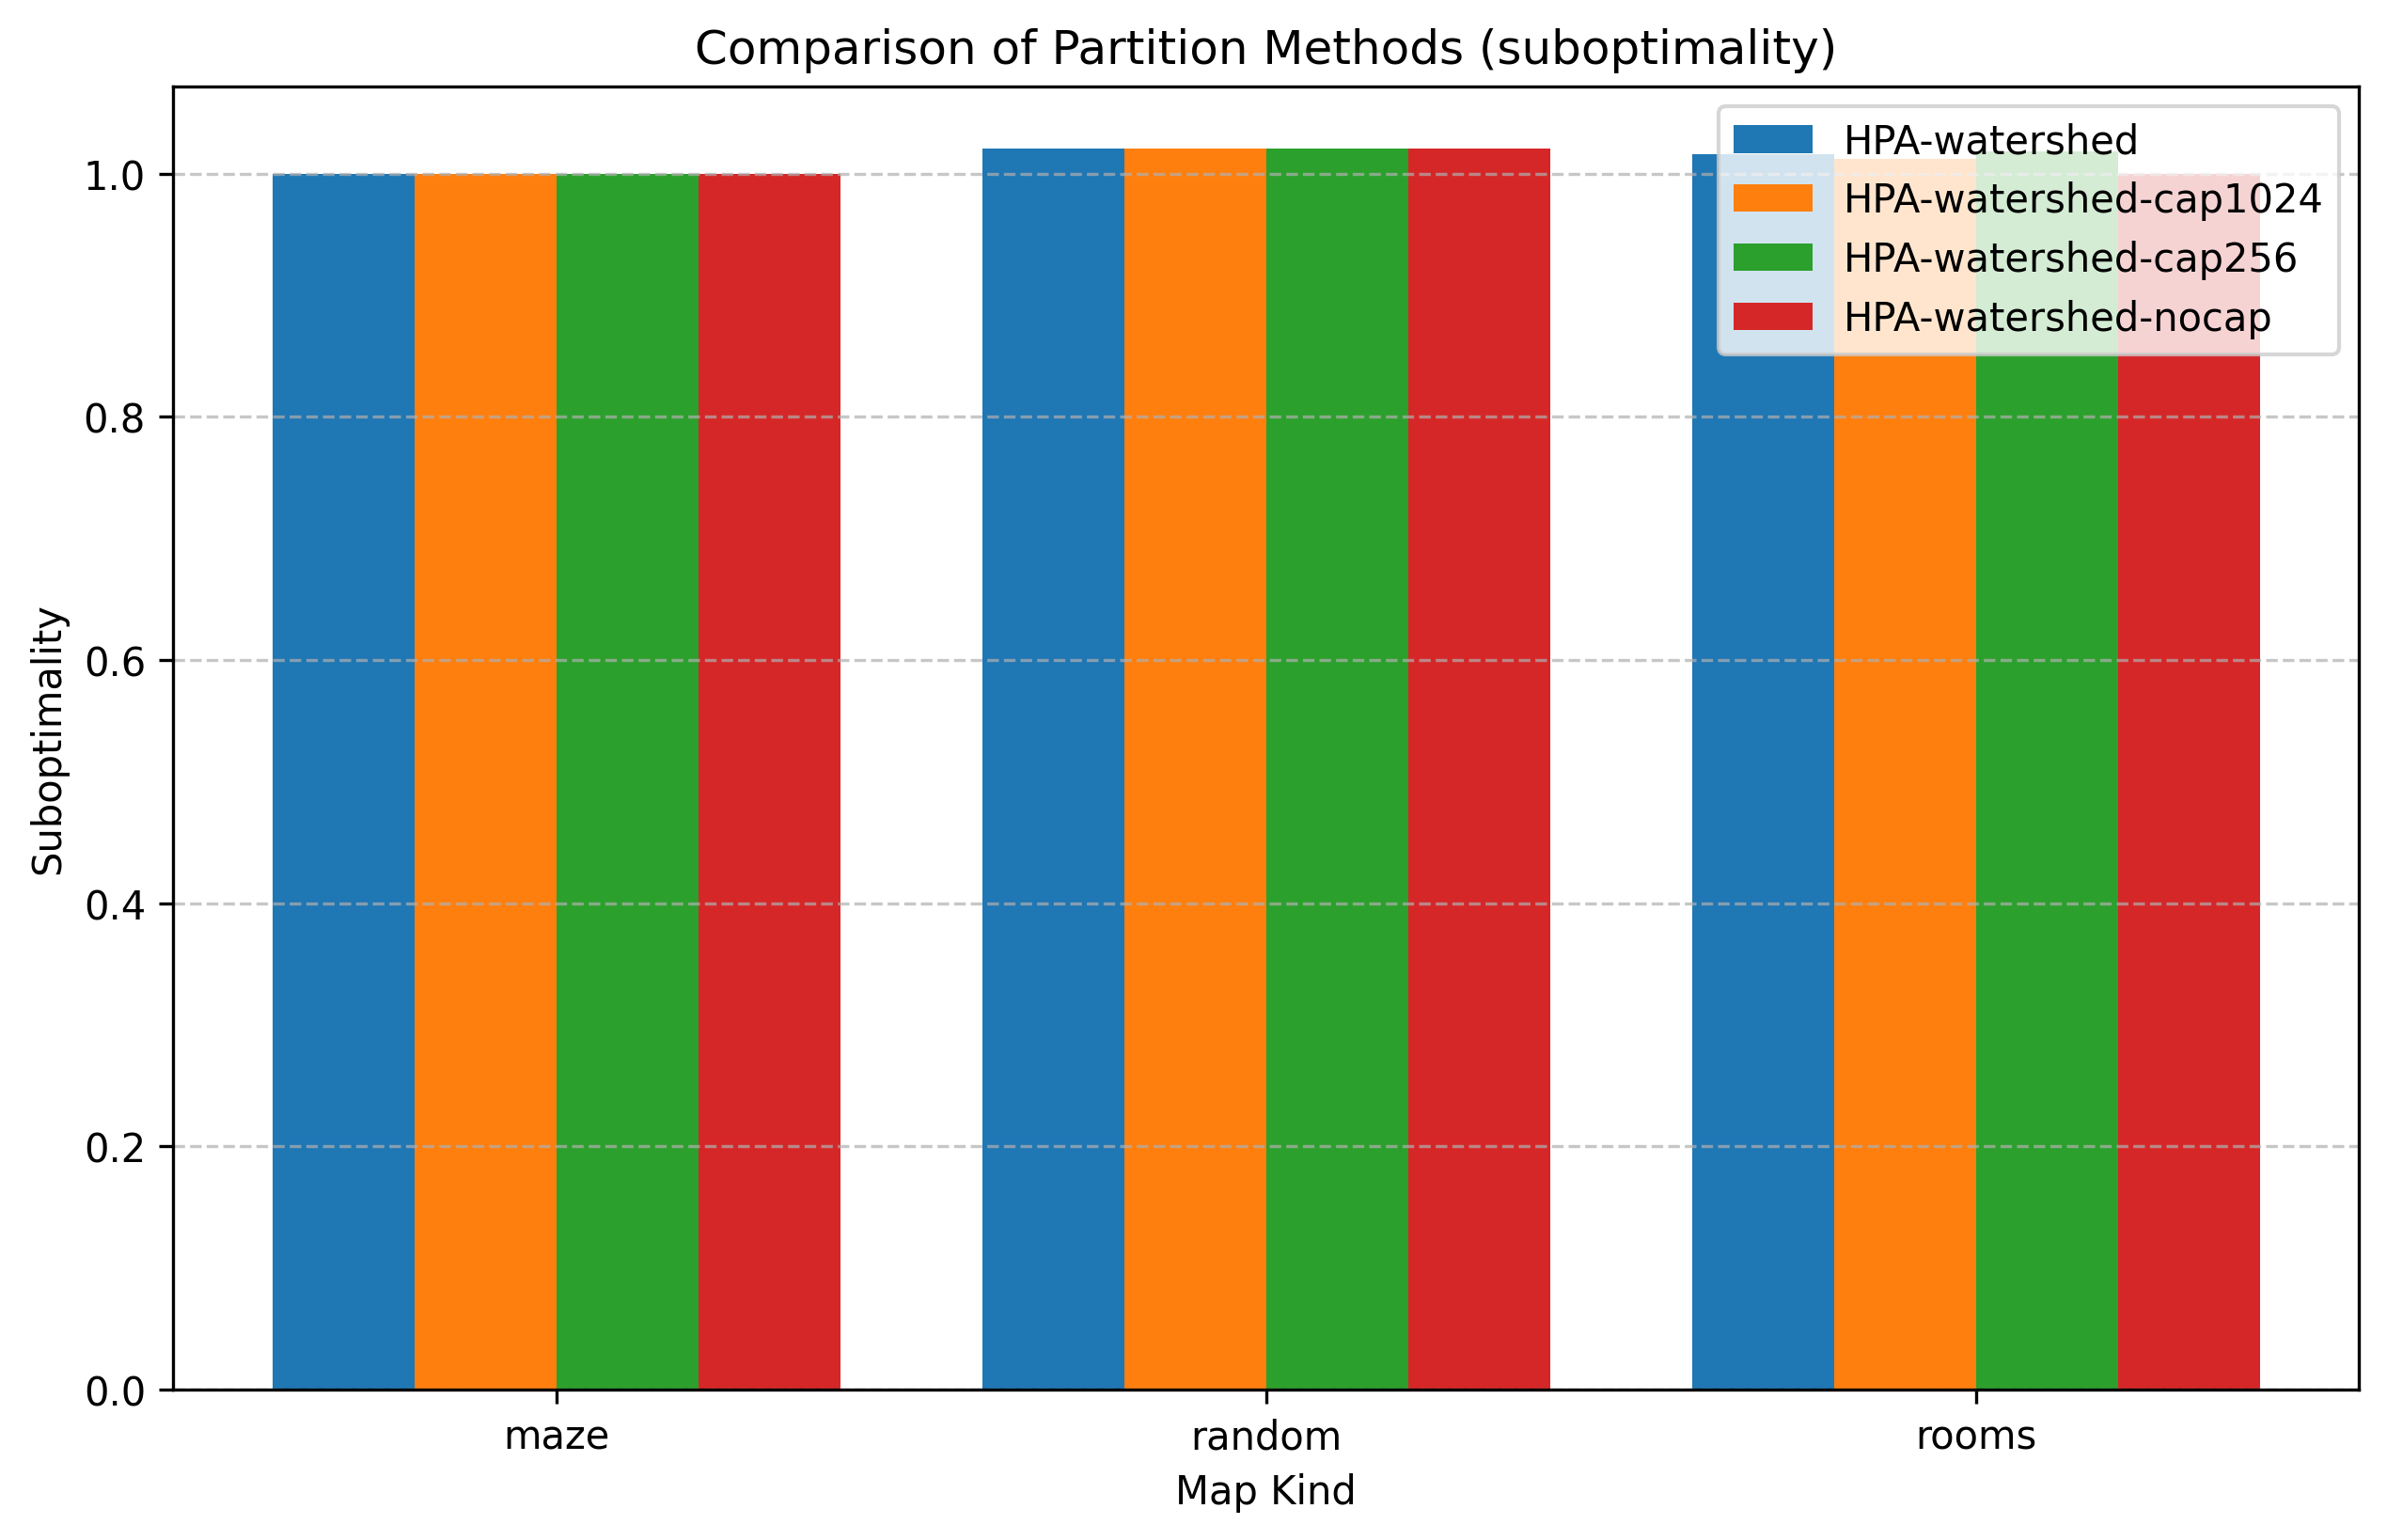 Comparison of Partition Methods (suboptimality)
HPA-watershed
HPA-watershed-cap1024
HPA-watershed-cap256
HPA-watershed-nocap
1.0
0.8
0.6
0.4
0.2
0.0
Suboptimality
maze
random
rooms
Map Kind